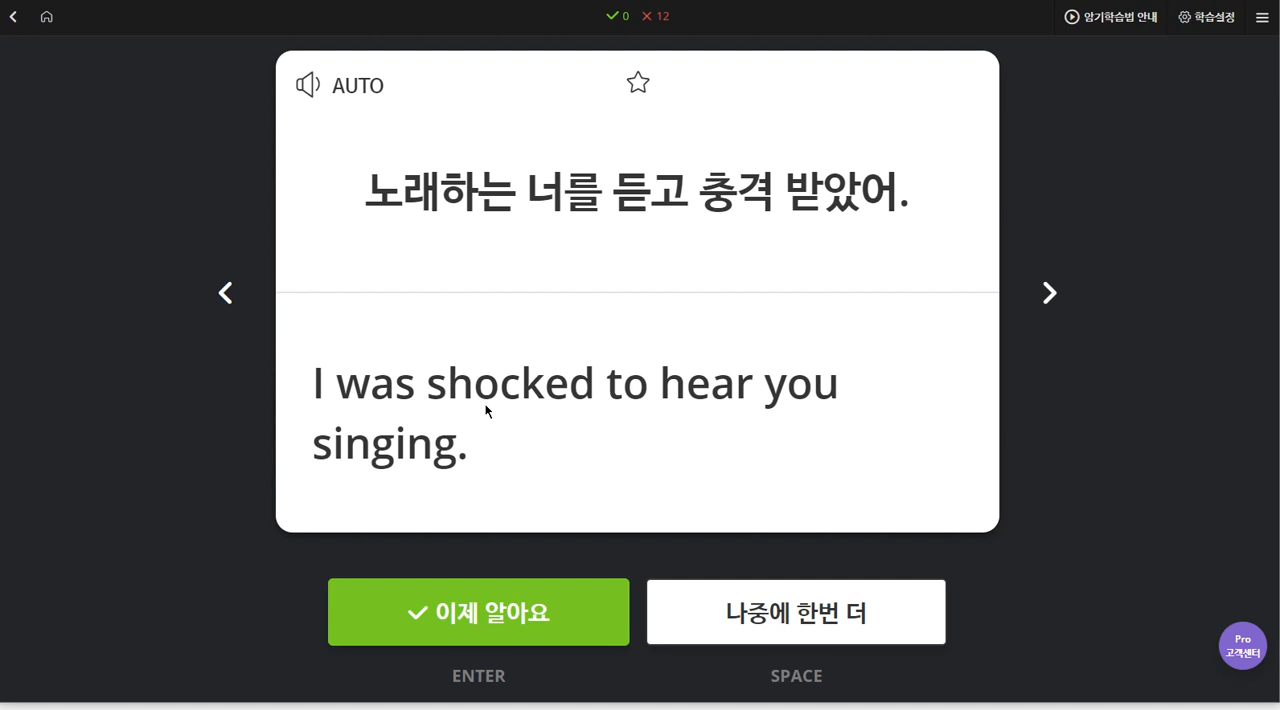 0 12 암기학습법 안내 학습설정
AUTO
노래하는 너를 듣고 충격 받았어.
I was shocked to hear you
singing.
이제 알아요 나중에 한번 더
ENTER SPACE
Pro
고객센터